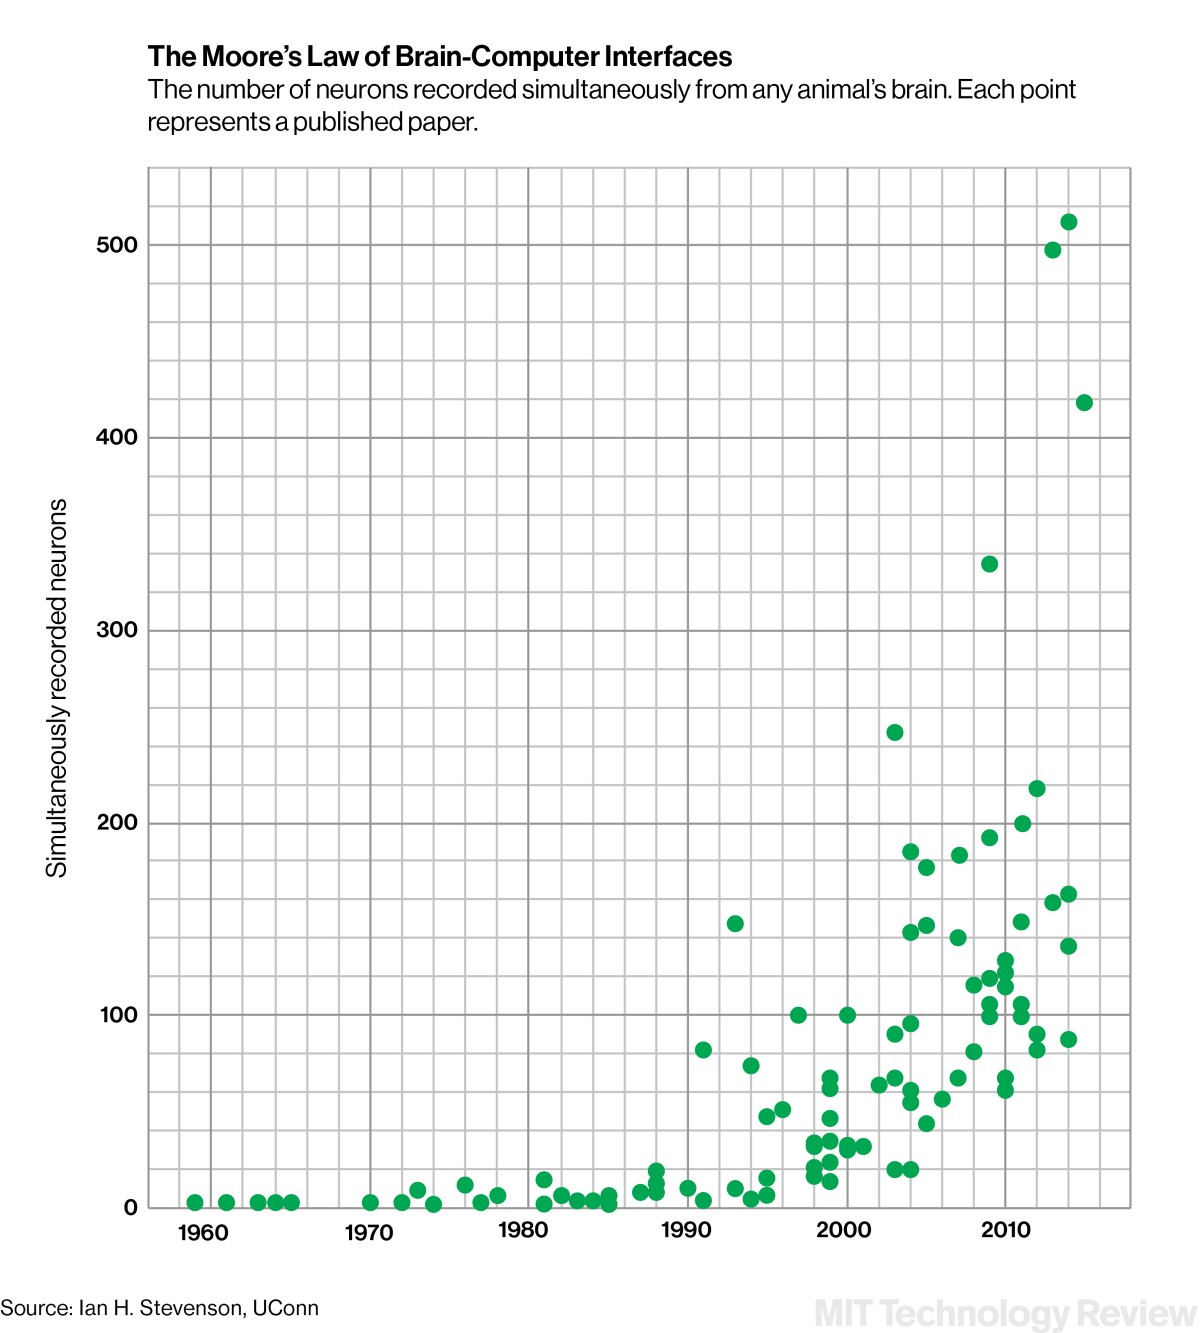 The Moore's Law of Brain-Computer Interfaces
The number of neurons recorded simultaneously from any animal's brain. Each point
represents a published paper.
Simultaneously recorded neurons
500
400
300
200
100
0
1960 1970 1980 1990 2000 2010
Source: Ian H. Stevenson, UConn
MIT Technology Review